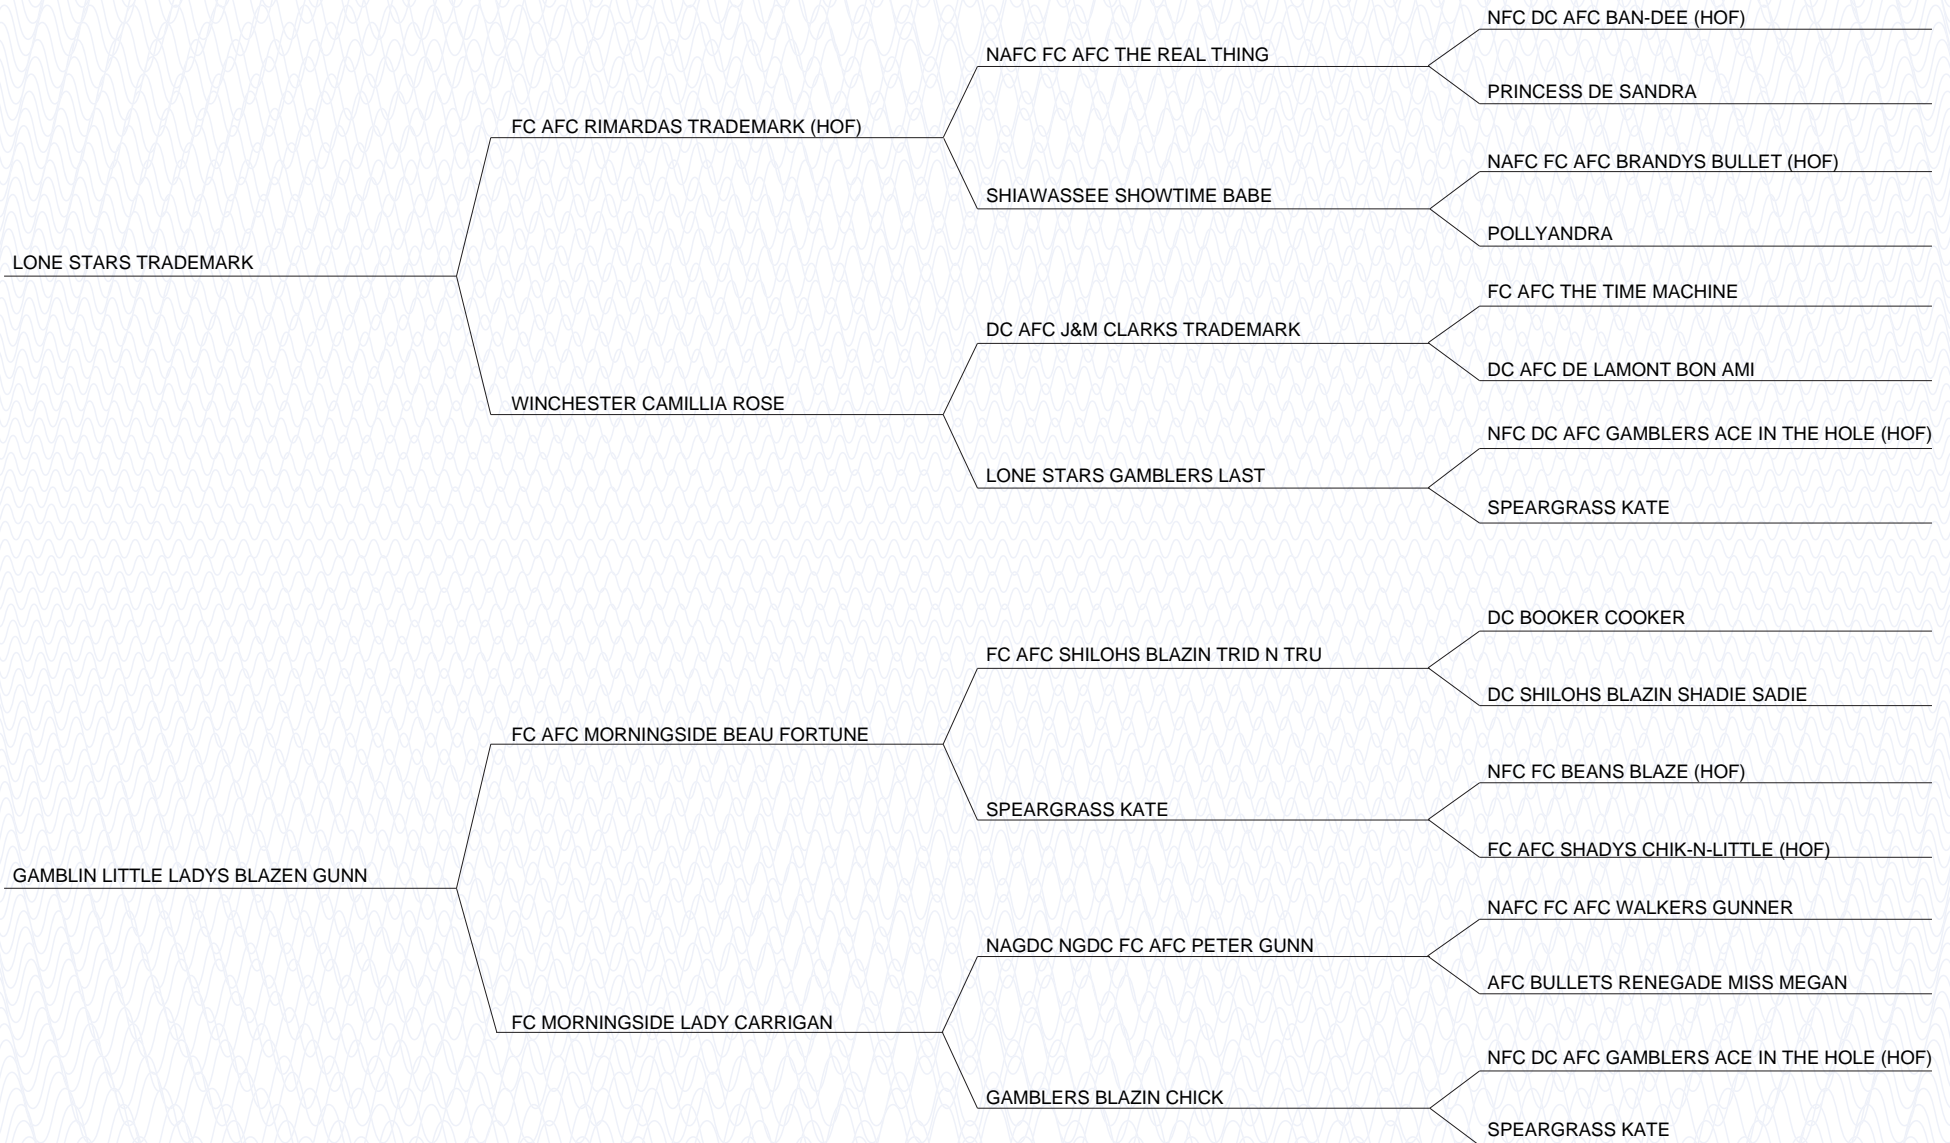 NFC DC AFC BAN-DEE (HOF)
NAFC FC AFC THE REAL THING
PRINCESS DE SANDRA
FC AFC RIMARDAS TRADEMARK (HOF)
NAFC FC AFC BRANDYS BULLET (HOF)
SHIAWASSEE SHOWTIME BABE
POLLYANDRA
LONE STARS TRADEMARK
FC AFC THE TIME MACHINE
DC AFC J&M CLARKS TRADEMARK
DC AFC DE LAMONT BON AMI
WINCHESTER CAMILLIA ROSE
NFC DC AFC GAMBLERS ACE IN THE HOLE (HOF)
LONE STARS GAMBLERS LAST
SPEARGRASS KATE
DC BOOKER COOKER
FC AFC SHILOHS BLAZIN TRID N TRU
DC SHILOHS BLAZIN SHADIE SADIE
FC AFC MORNINGSIDE BEAU FORTUNE
NFC FC BEANS BLAZE (HOF)
SPEARGRASS KATE
FC AFC SHADYS CHIK-N-LITTLE (HOF)
GAMBLIN LITTLE LADYS BLAZEN GUNN
NAFC FC AFC WALKERS GUNNER
NAGDC NGDC FC AFC PETER GUNN
AFC BULLETS RENEGADE MISS MEGAN
FC MORNINGSIDE LADY CARRIGAN
NFC DC AFC GAMBLERS ACE IN THE HOLE (HOF)
GAMBLERS BLAZIN CHICK
SPEARGRASS KATE